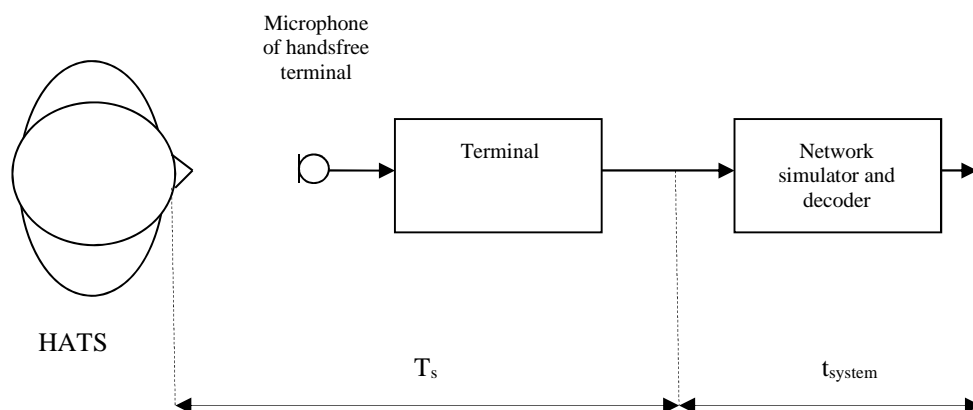 Microphone
of handsfree
terminal
Terminal
Network
simulator and
decoder
HATS
Ts
tsystem